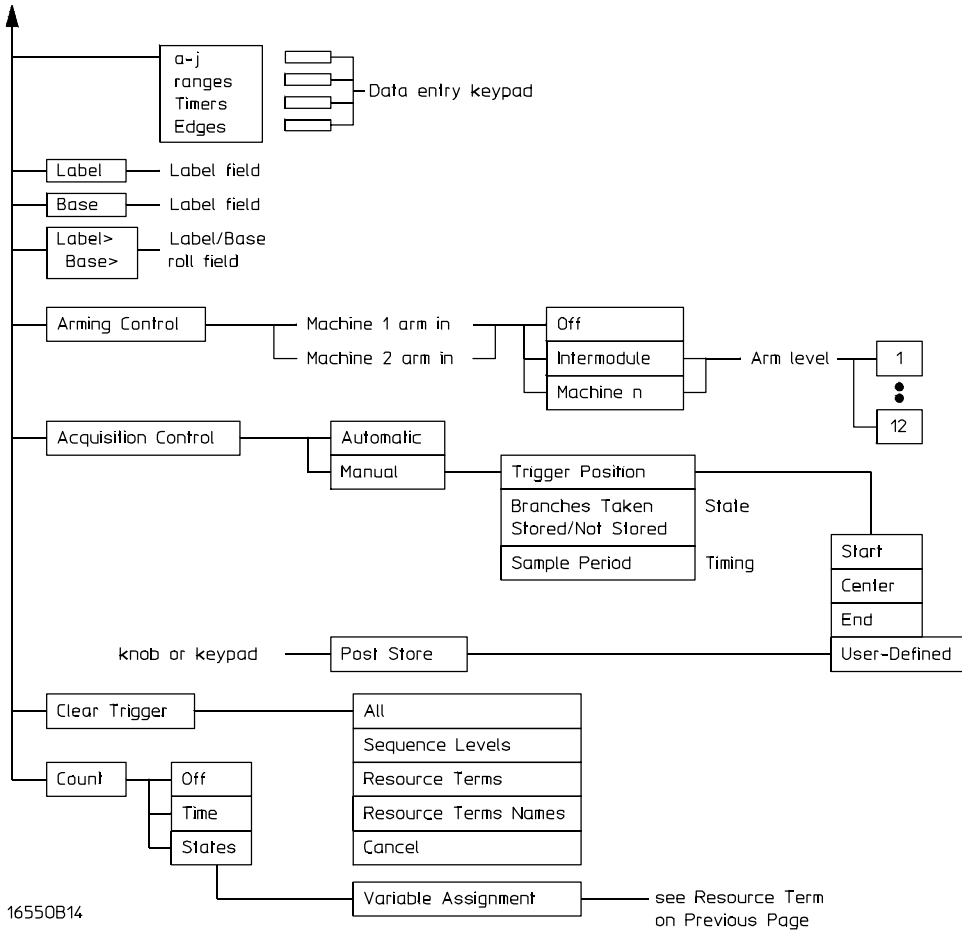 a-j
ranges
Timers
Edges
Data entry keypad
Label
Label field
Base
Label field
Label>
Base>
Label/Base
roll field
Arming Control
Machine 1 arm in
Machine 2 arm in
Off
Intermodule
Machine n
Arm level
1
12
Acquisition Control
Automatic
Manual
Trigger Position
Branches Taken
Stored/Not Stored
State
Sample Period
Timing
Start
Center
End
User-Defined
knob or keypad
Post Store
Clear Trigger
All
Sequence Levels
Resource Terms
Resource Terms Names
Cancel
Count
Off
Time
States
Variable Assignment
see Resource Term
on Previous Page
16550B14